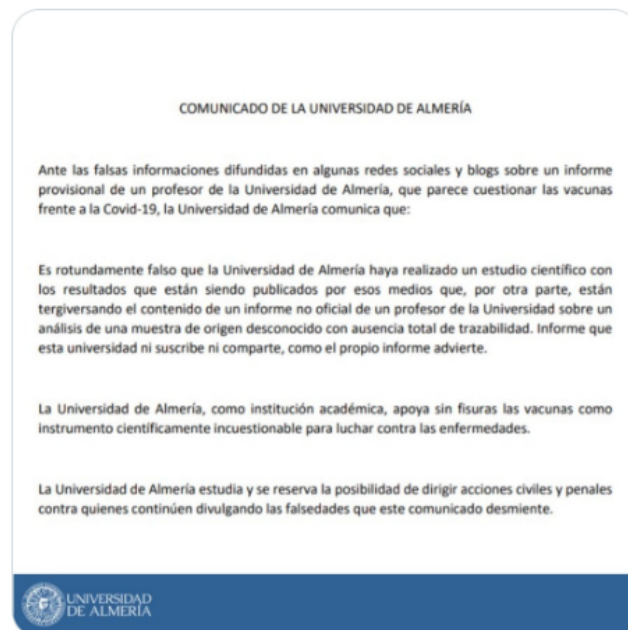 COMUNICADO DE LA UNIVERSIDAD DE ALMERÍA
Ante las falsas informaciones difundidas en algunas redes sociales y blogs sobre un informe
provisional de un profesor de la Universidad de Almería, que parece cuestionar las vacunas
frente a la Covid-19, la Universidad de Almería comunica que:
Es rotundamente falso que la Universidad de Almería haya realizado un estudio científico con
los resultados que están siendo publicados por esos medios que, por otra parte, están
tergiversando el contenido de un informe no oficial de un profesor de la Universidad sobre un
análisis de una muestra de origen desconocido con ausencia total de trazabilidad. Informe que
esta universidad ni suscribe ni comparte, como el propio informe advierte.
La Universidad de Almería, como institución académica, apoya sin fisuras las vacunas como
instrumento científicamente incuestionable para luchar contra las enfermedades.
La Universidad de Almería estudia y se reserva la posibilidad de dirigir acciones civiles y penales
contra quienes continúen divulgando las falsedades que este comunicado desmiente.
UNIVERSIDAD
DE ALMERÍA